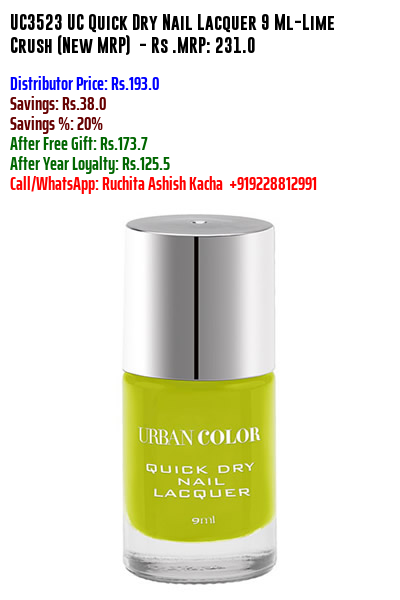 UC3523 UC Quick Dry Nail Lacquer 9 Ml-Lime
Crush (New MRP) - Rs .MRP: 231.0
Distributor Price: Rs.193.0
Savings: Rs.38.0
Savings %: 20%
After Free Gift: Rs.173.7
After Year Loyalty: Rs.125.5
Call/WhatsApp: Ruchita Ashish Kacha +919228812991
URBAN COLOR
QUICK DRY
NAIL
LACQUER
9ml